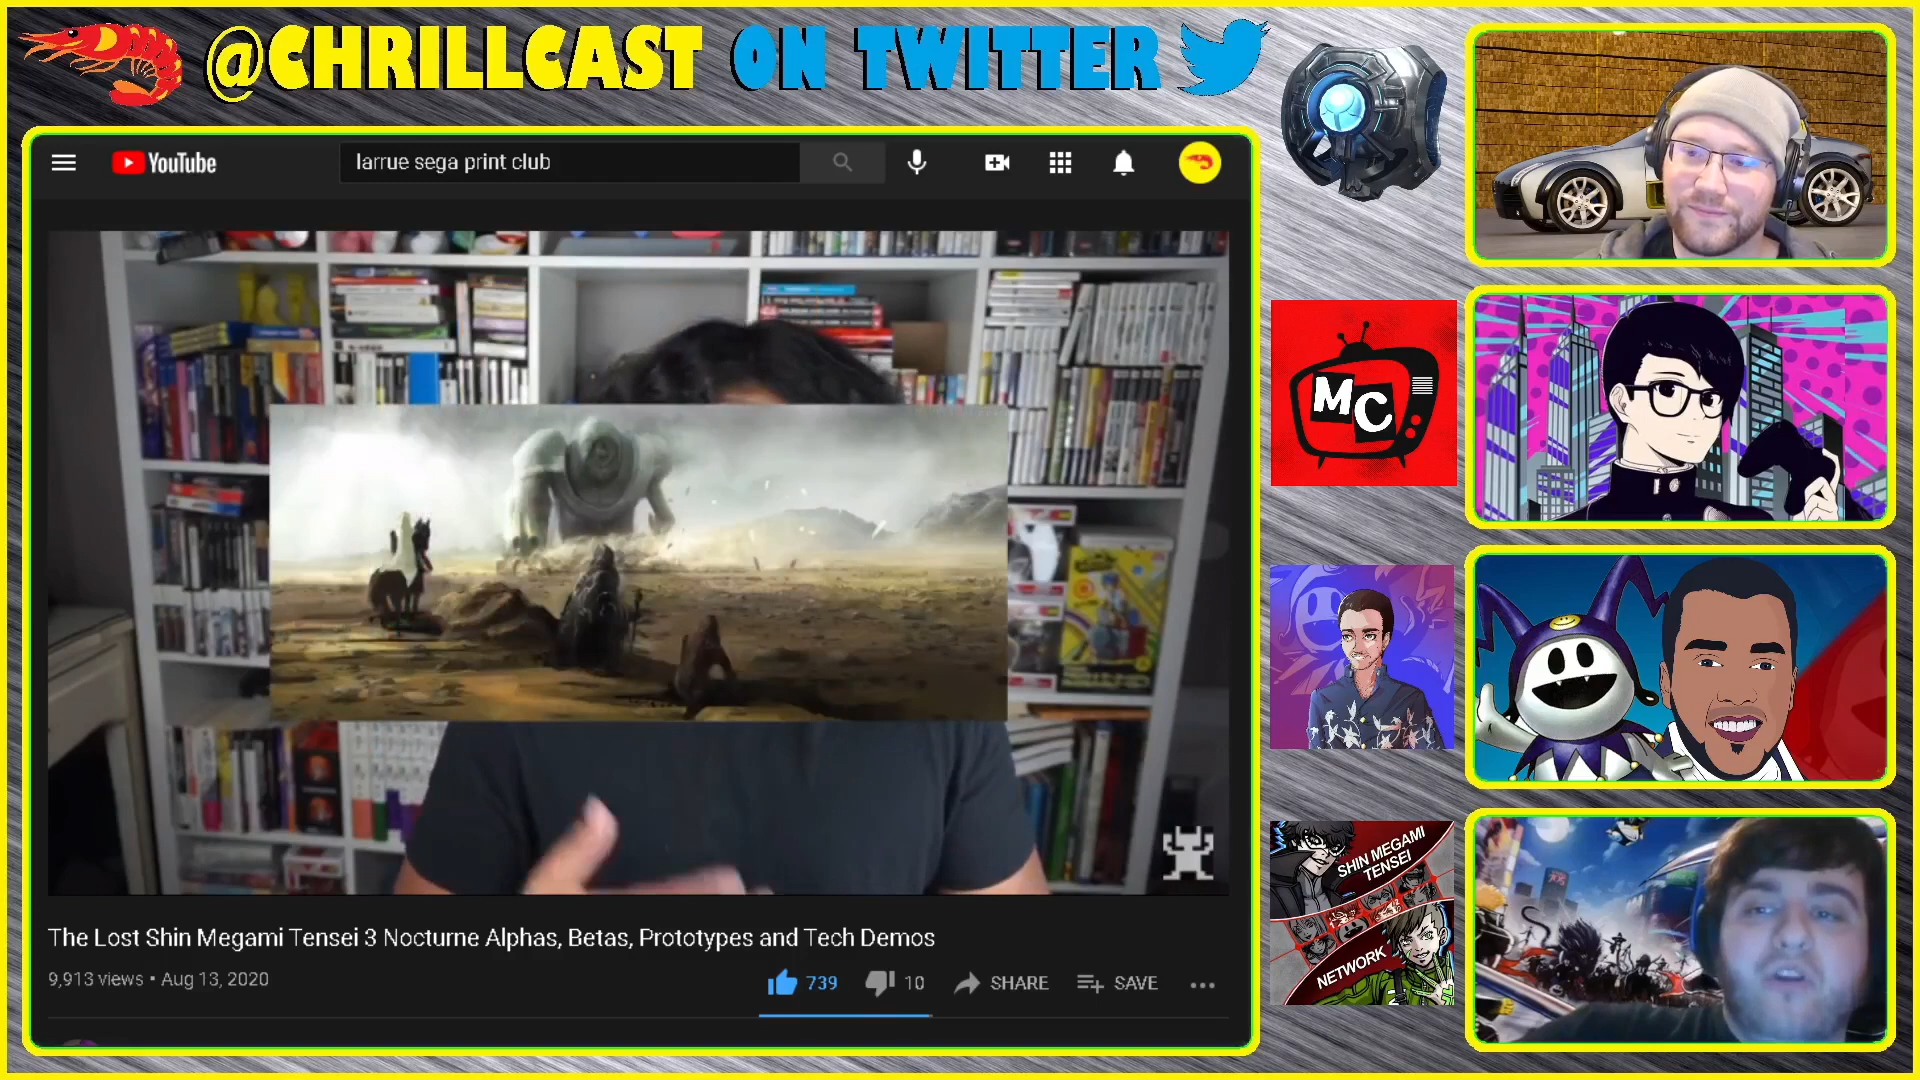 @CHRILLCAST ON TWITTER
YouTube
larrue sega print club
MC
SHIN MEGAMI
TENSEI
NETWORK
The Lost Shin Megami Tensei 3 Nocturne Alphas, Betas, Prototypes and Tech Demos
9,913 views • Aug 13, 2020
739 10 SHARE SAVE